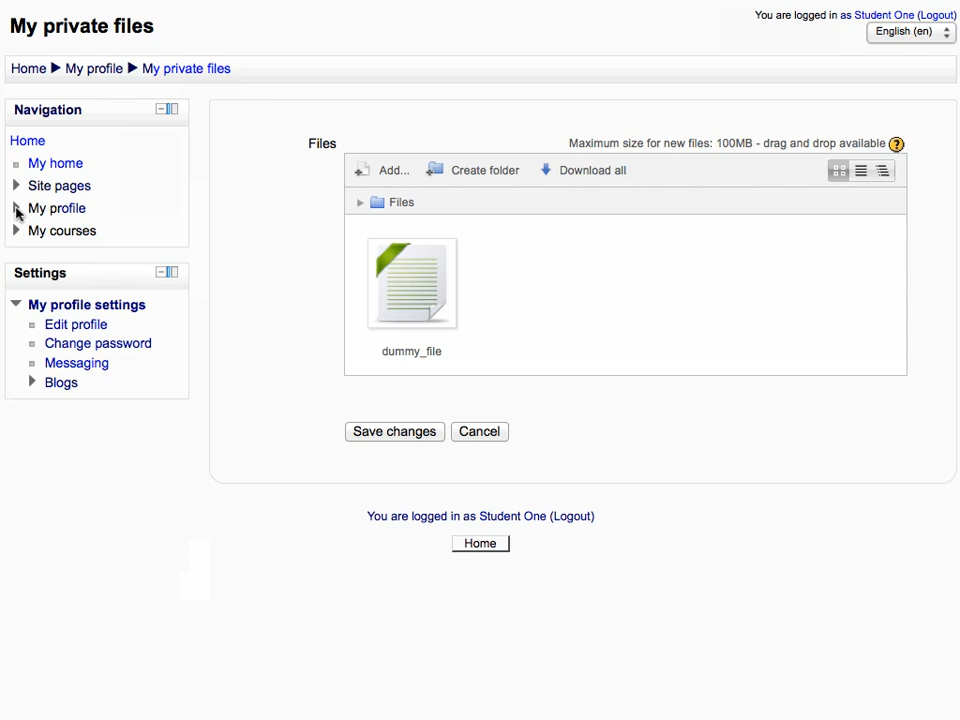 My private files
You are logged in as Student One (Logout)
English (en)
Home ▶ My profile ▶ My private files
Navigation
Home
My home
Site pages
My profile
My courses
Settings
My profile settings
Edit profile
Change password
Messaging
Blogs
Files
Maximum size for new files: 100MB - drag and drop available ?
Add... Create folder Download all
Files
dummy_file
Save changes Cancel
You are logged in as Student One (Logout)
Home